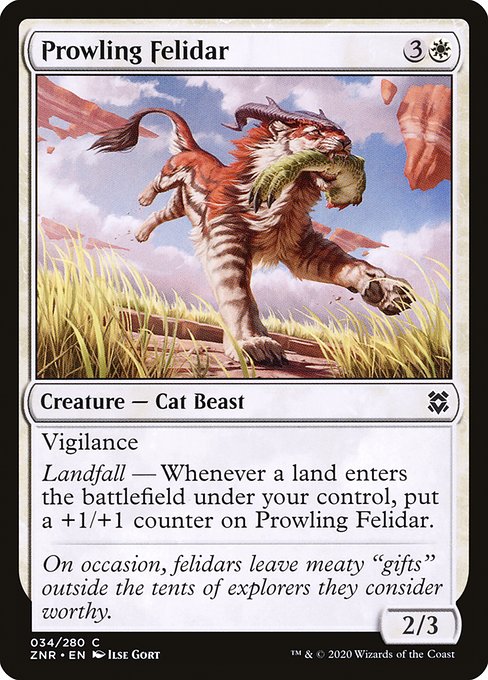 Prowling Felidar 3
Creature — Cat Beast
Vigilance
Landfall — Whenever a land enters
the battlefield under your control, put
a +1/+1 counter on Prowling Felidar.
On occasion, felidars leave meaty “gifts”
outside the tents of explorers they consider
worthy.
2/3
034/280 C
ZNR • EN Ilse Gort
™ & © 2020 Wizards of the Coast